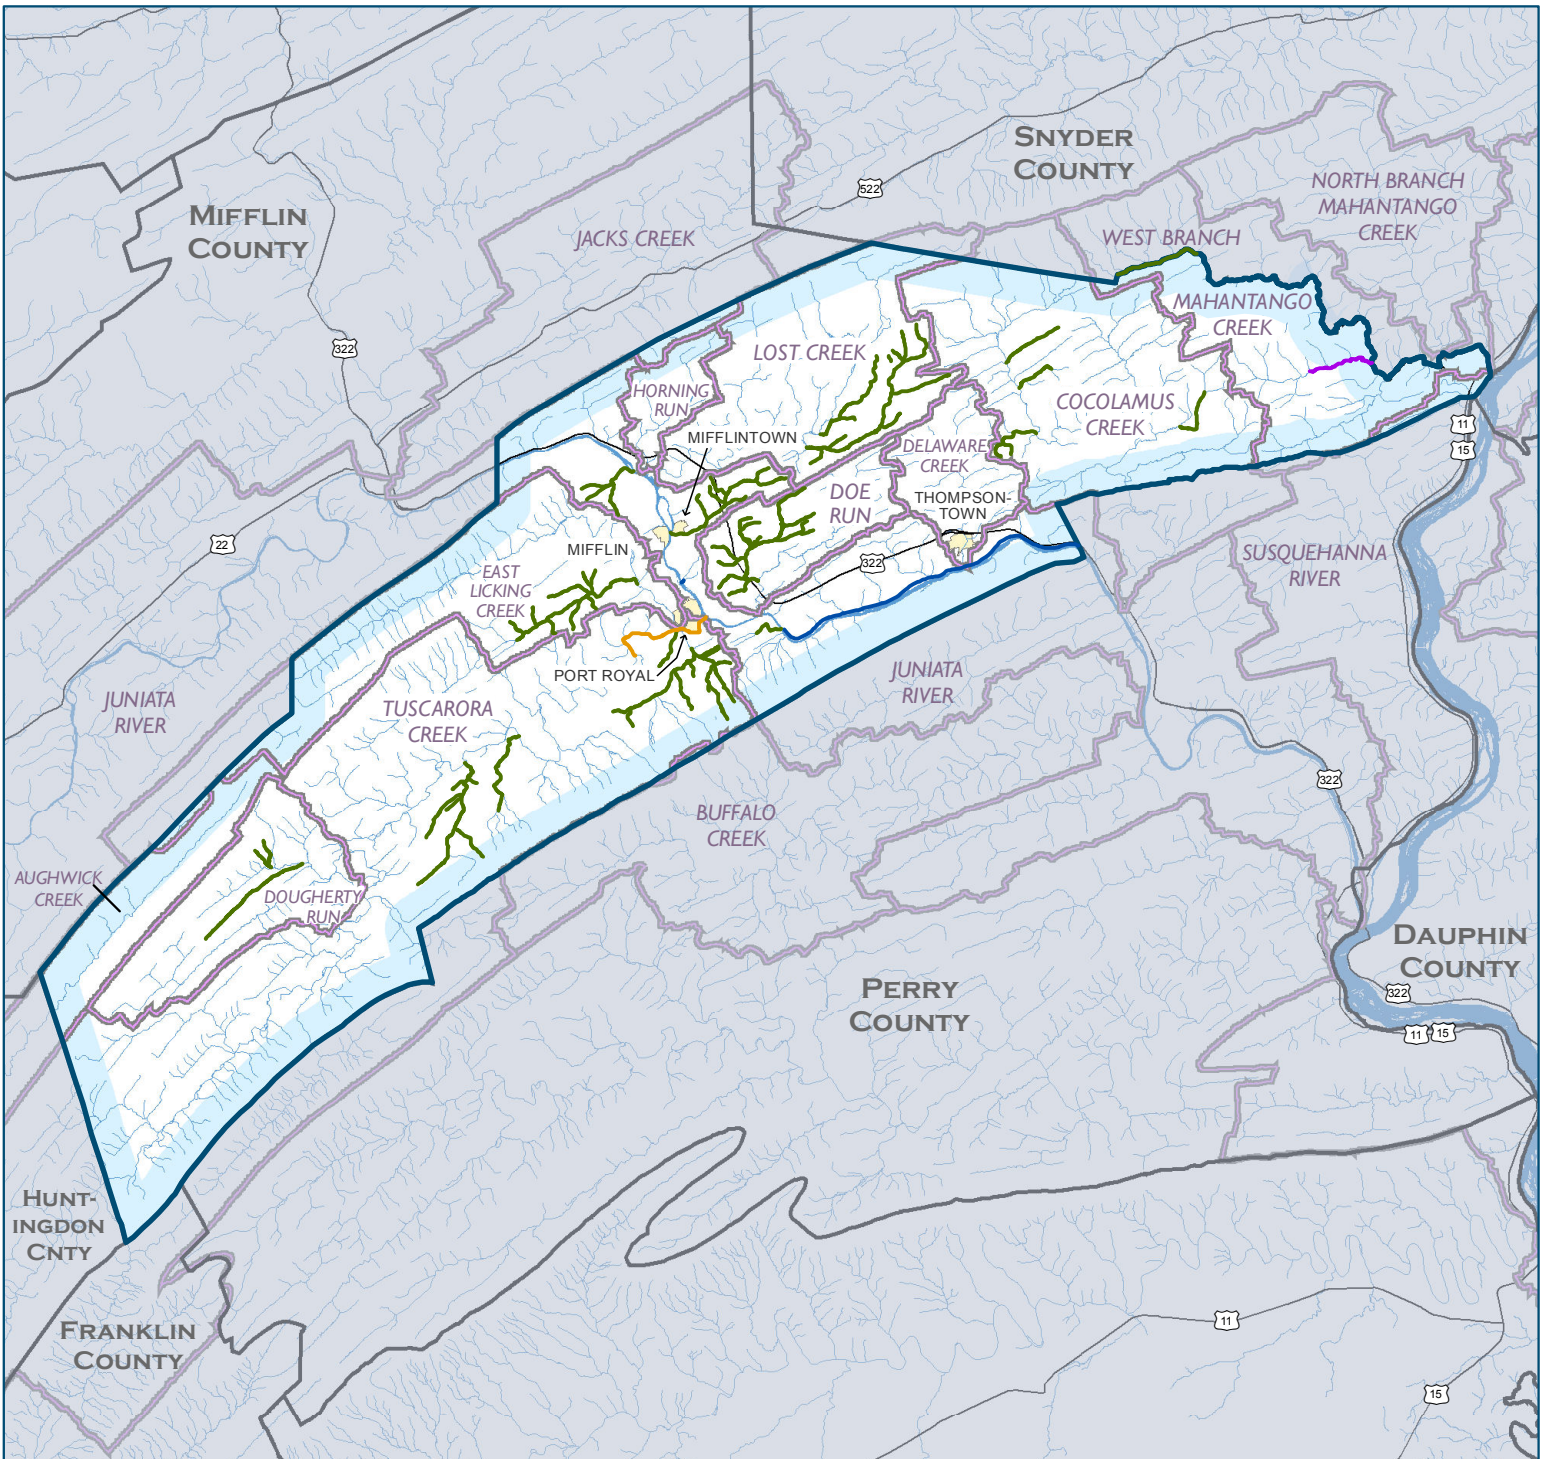 SNYDER
COUNTY
NORTH BRANCH
MAHANTANGO
CREEK
522
MIFFLIN
COUNTY
JACKS CREEK
WEST BRANCH
MAHANTANGO
CREEK
322
LOST CREEK
HORNING
RUN
COCOLAMUS
CREEK
11
15
MIFFLINTOWN
DELAWARE
CREEK
DOE
RUN
THOMPSON-
TOWN
22
MIFFLIN
322
SUSQUEHANNA
RIVER
EAST
LICKING
CREEK
PORT ROYAL
JUNIATA
RIVER
JUNIATA
RIVER
TUSCARORA
CREEK
322
BUFFALO
CREEK
AUGHWICK
CREEK
DOUGHERTY
RUN
DAUPHIN
COUNTY
PERRY
COUNTY
322
11
15
HUNT-
INGDON
CNTY
FRANKLIN
COUNTY
11
15